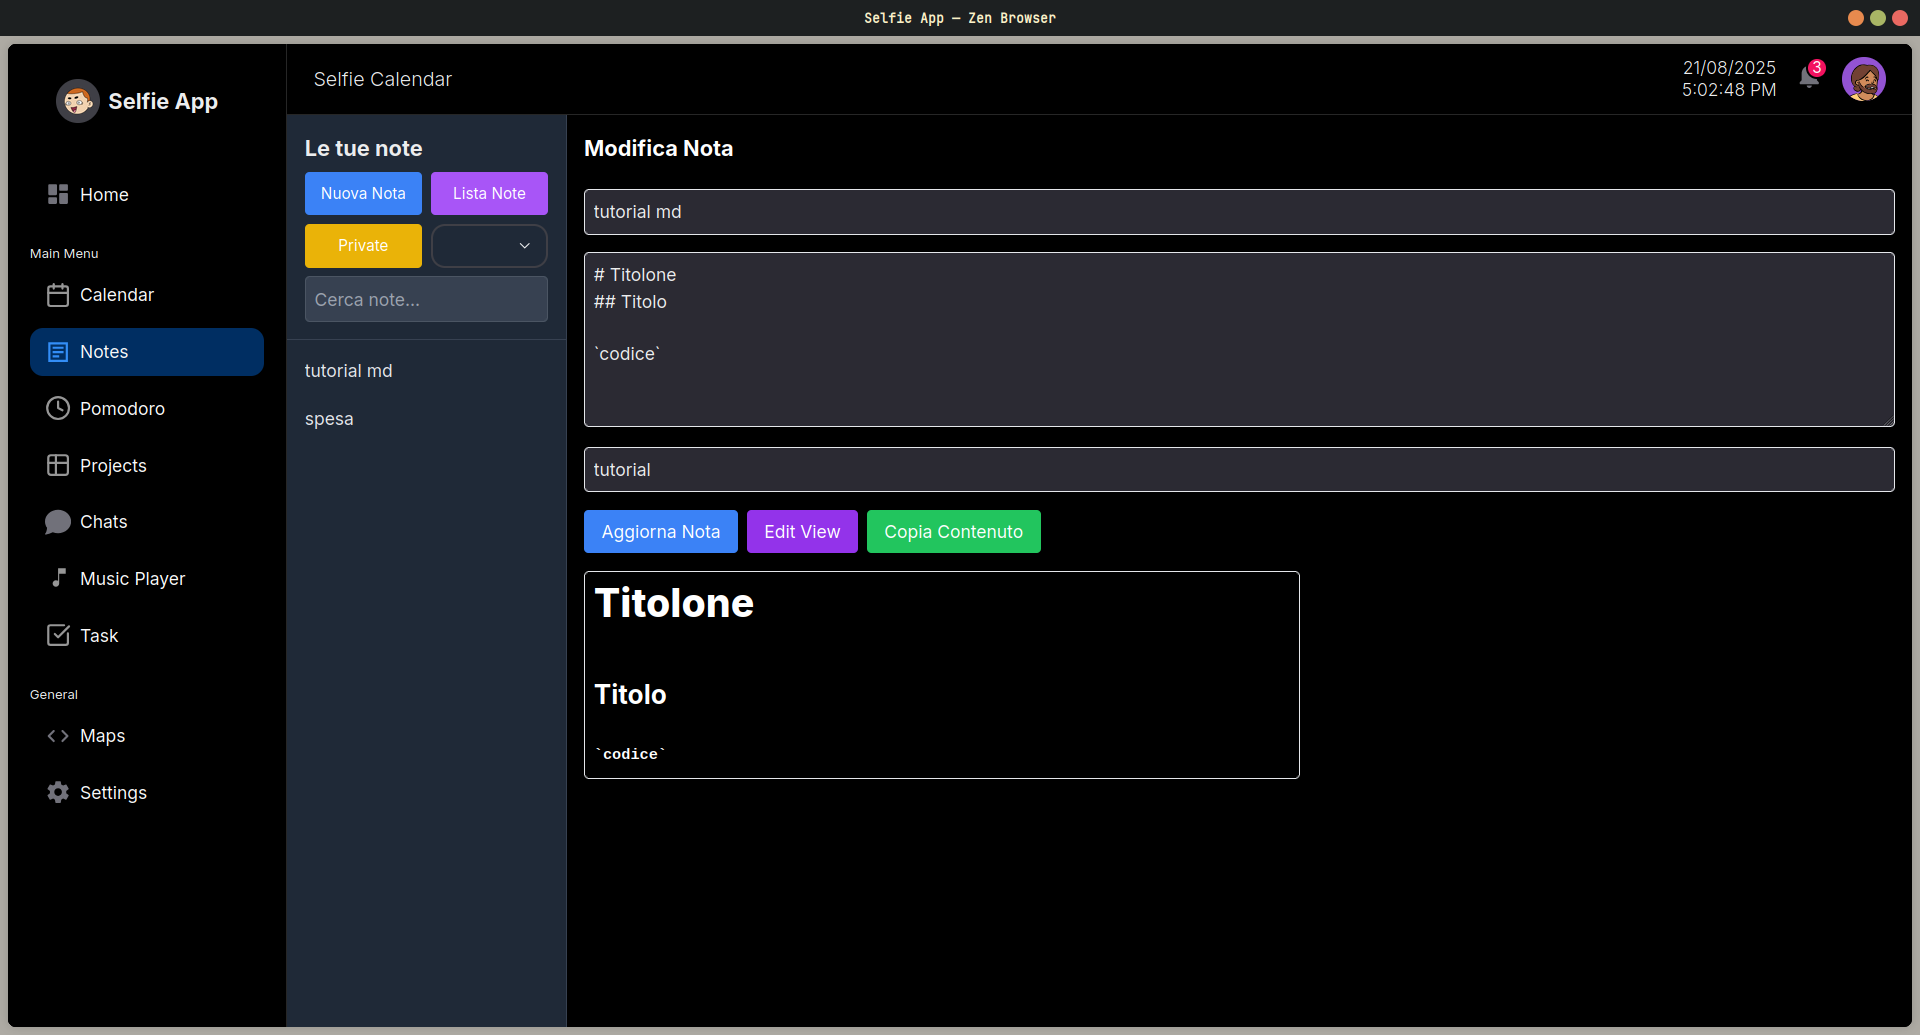 Selfie App — Zen Browser
Selfie App
Home
Main Menu
Calendar
Notes
Pomodoro
Projects
Chats
Music Player
Task
General
Maps
Settings
Selfie Calendar
21/08/2025
5:02:48 PM
3
Le tue note
Nuova Nota
Lista Note
Private
Cerca note...
tutorial md
spesa
Modifica Nota
tutorial md
# Titolone
## Titolo
`codice`
tutorial
Aggiorna Nota
Edit View
Copia Contenuto
Titolone
Titolo
`codice`